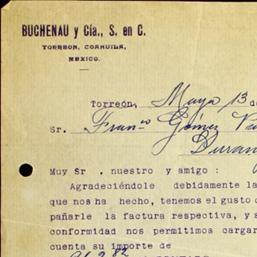 BUCHENAU y Cía., S. en C.
TORREON, COAHUILA,
MEXICO.
Torreón, Mayo 13 de
Sr. Franco Gómez
Duran
Muy Sr . nuestro y amigo :
Agradeciéndole debidamente la
que nos ha hecho, tenemos el gusto d
pañarle la factura respectiva, y s
conformidad nos permitimos cargar
cuenta su importe de